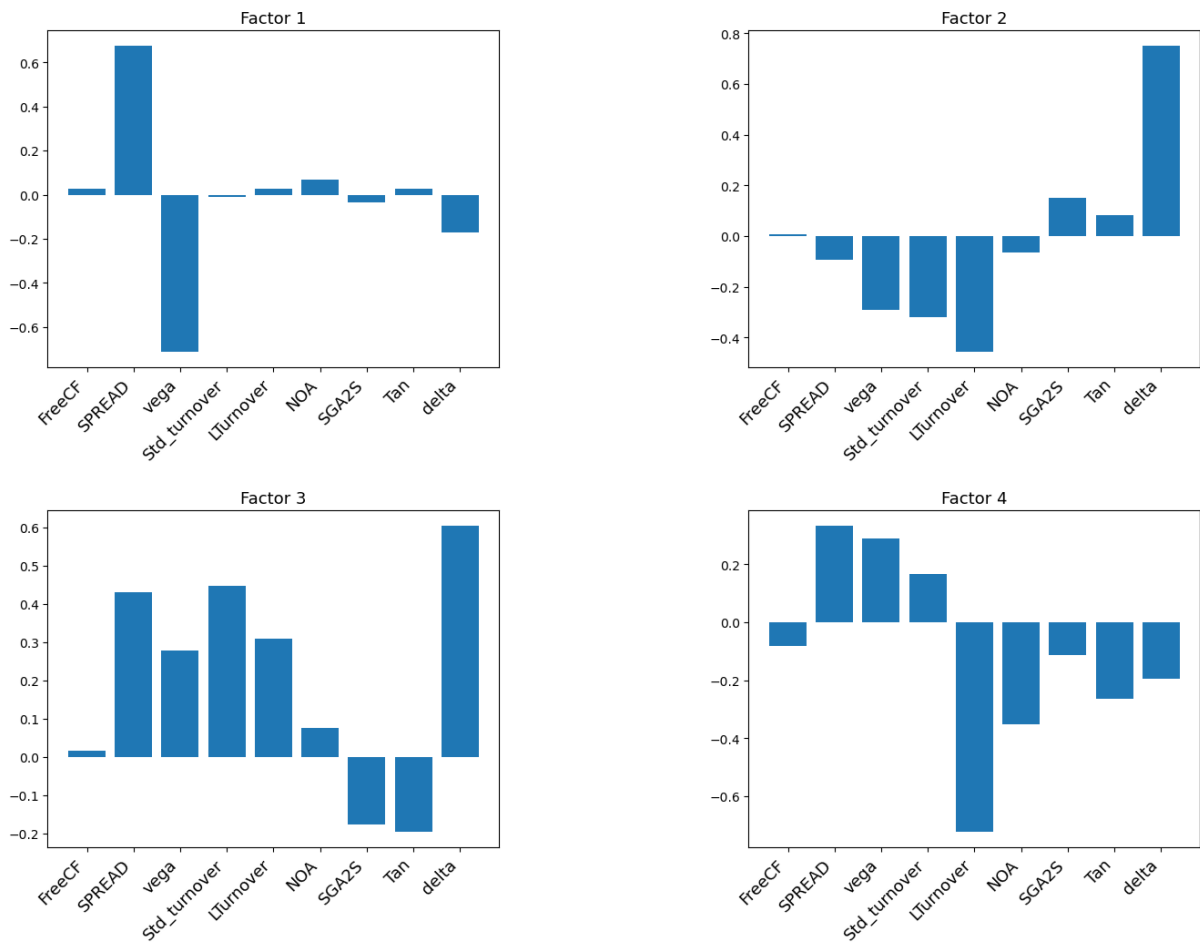 Factor 1
0.6
0.4
0.2
0.0
−0.2
−0.4
−0.6
FreeCF
SPREAD
vega
Std_turnover
LTurnover
NOA
SGA2S
Tan
delta
Factor 2
0.8
0.6
0.4
0.2
0.0
−0.2
−0.4
FreeCF
SPREAD
vega
Std_turnover
LTurnover
NOA
SGA2S
Tan
delta
Factor 3
0.6
0.5
0.4
0.3
0.2
0.1
0.0
−0.1
−0.2
FreeCF
SPREAD
vega
Std_turnover
LTurnover
NOA
SGA2S
Tan
delta
Factor 4
0.2
0.0
−0.2
−0.4
−0.6
FreeCF
SPREAD
vega
Std_turnover
LTurnover
NOA
SGA2S
Tan
delta